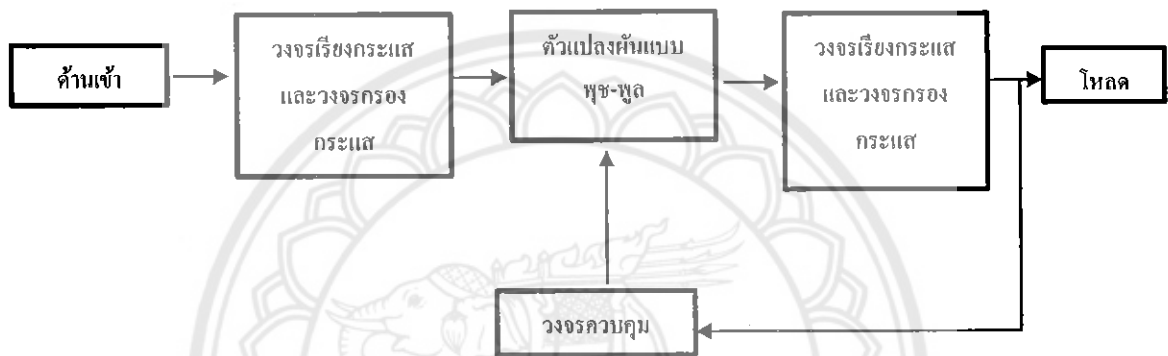 ด้านเข้า
วงจรเรียงกระแส
และวงจรกรอง
กระแส
ตัวแปลงผันแบบ
พุช-พูล
วงจรเรียงกระแส
และวงจรกรอง
กระแส
โหลด
วงจรควบคุม